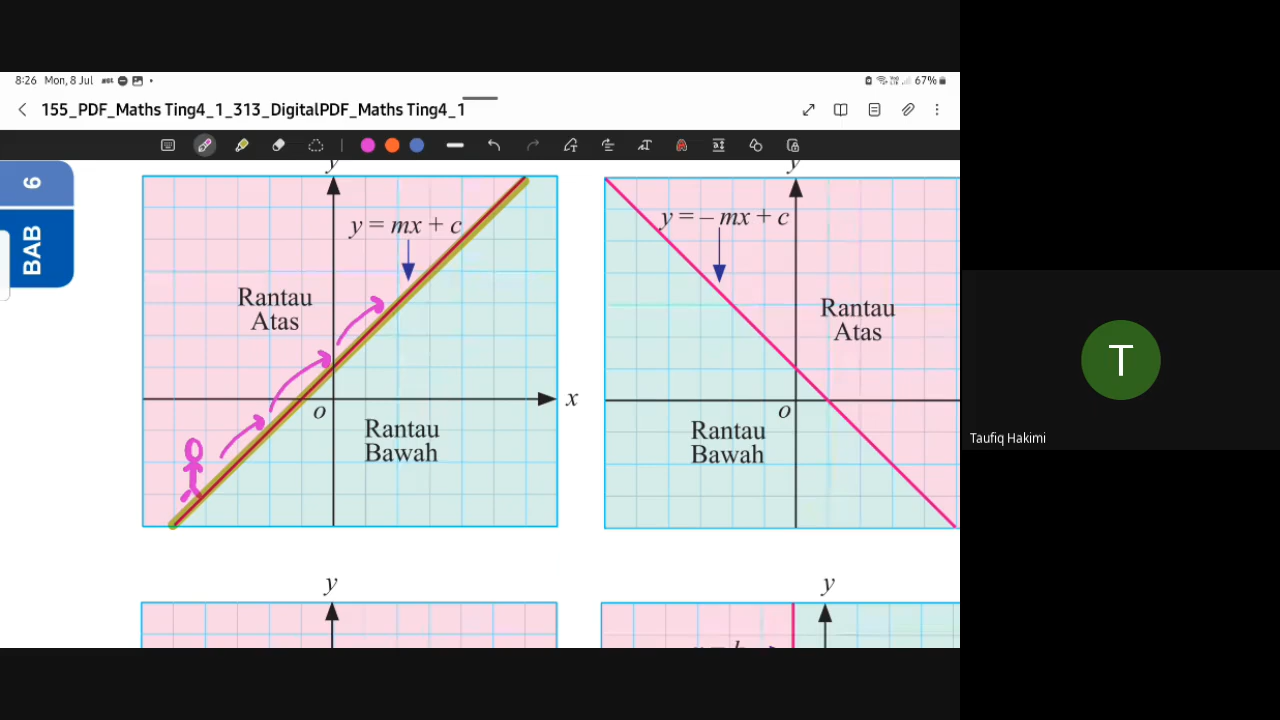 8:26 Mon, 8 Jul
67%
155_PDF_Maths Ting4_1_313_DigitalPDF_Maths Ting4_1
BAB 6
y
y = mx + c
Rantau
Atas
x
o
Rantau
Bawah
y
y = – mx + c
Rantau
Atas
o
Rantau
Bawah
y
y
T
Taufiq Hakimi